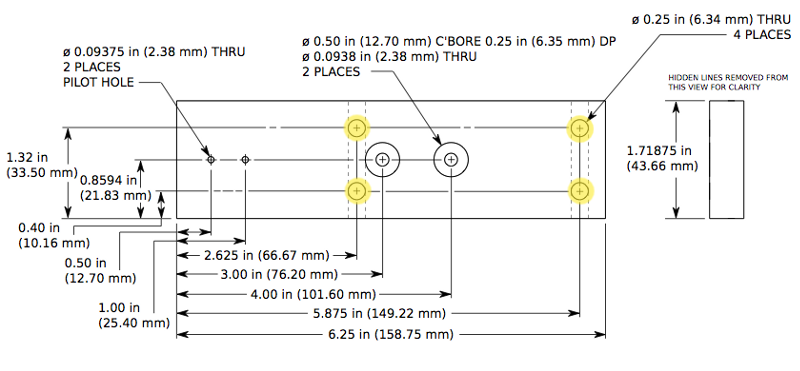 ø 0.25 in (6.34 mm) THRU
4 PLACES
ø 0.50 in (12.70 mm) C'BORE 0.25 in (6.35 mm) DP
ø 0.0938 in (2.38 mm) THRU
2 PLACES
ø 0.09375 in (2.38 mm) THRU
2 PLACES
PILOT HOLE
HIDDEN LINES REMOVED FROM
THIS VIEW FOR CLARITY
1.32 in
(33.50 mm)
0.8594 in
(21.83 mm)
1.71875 in
(43.66 mm)
0.40 in
(10.16 mm)
0.50 in
(12.70 mm)
1.00 in
(25.40 mm)
2.625 in (66.67 mm)
3.00 in (76.20 mm)
4.00 in (101.60 mm)
5.875 in (149.22 mm)
6.25 in (158.75 mm)